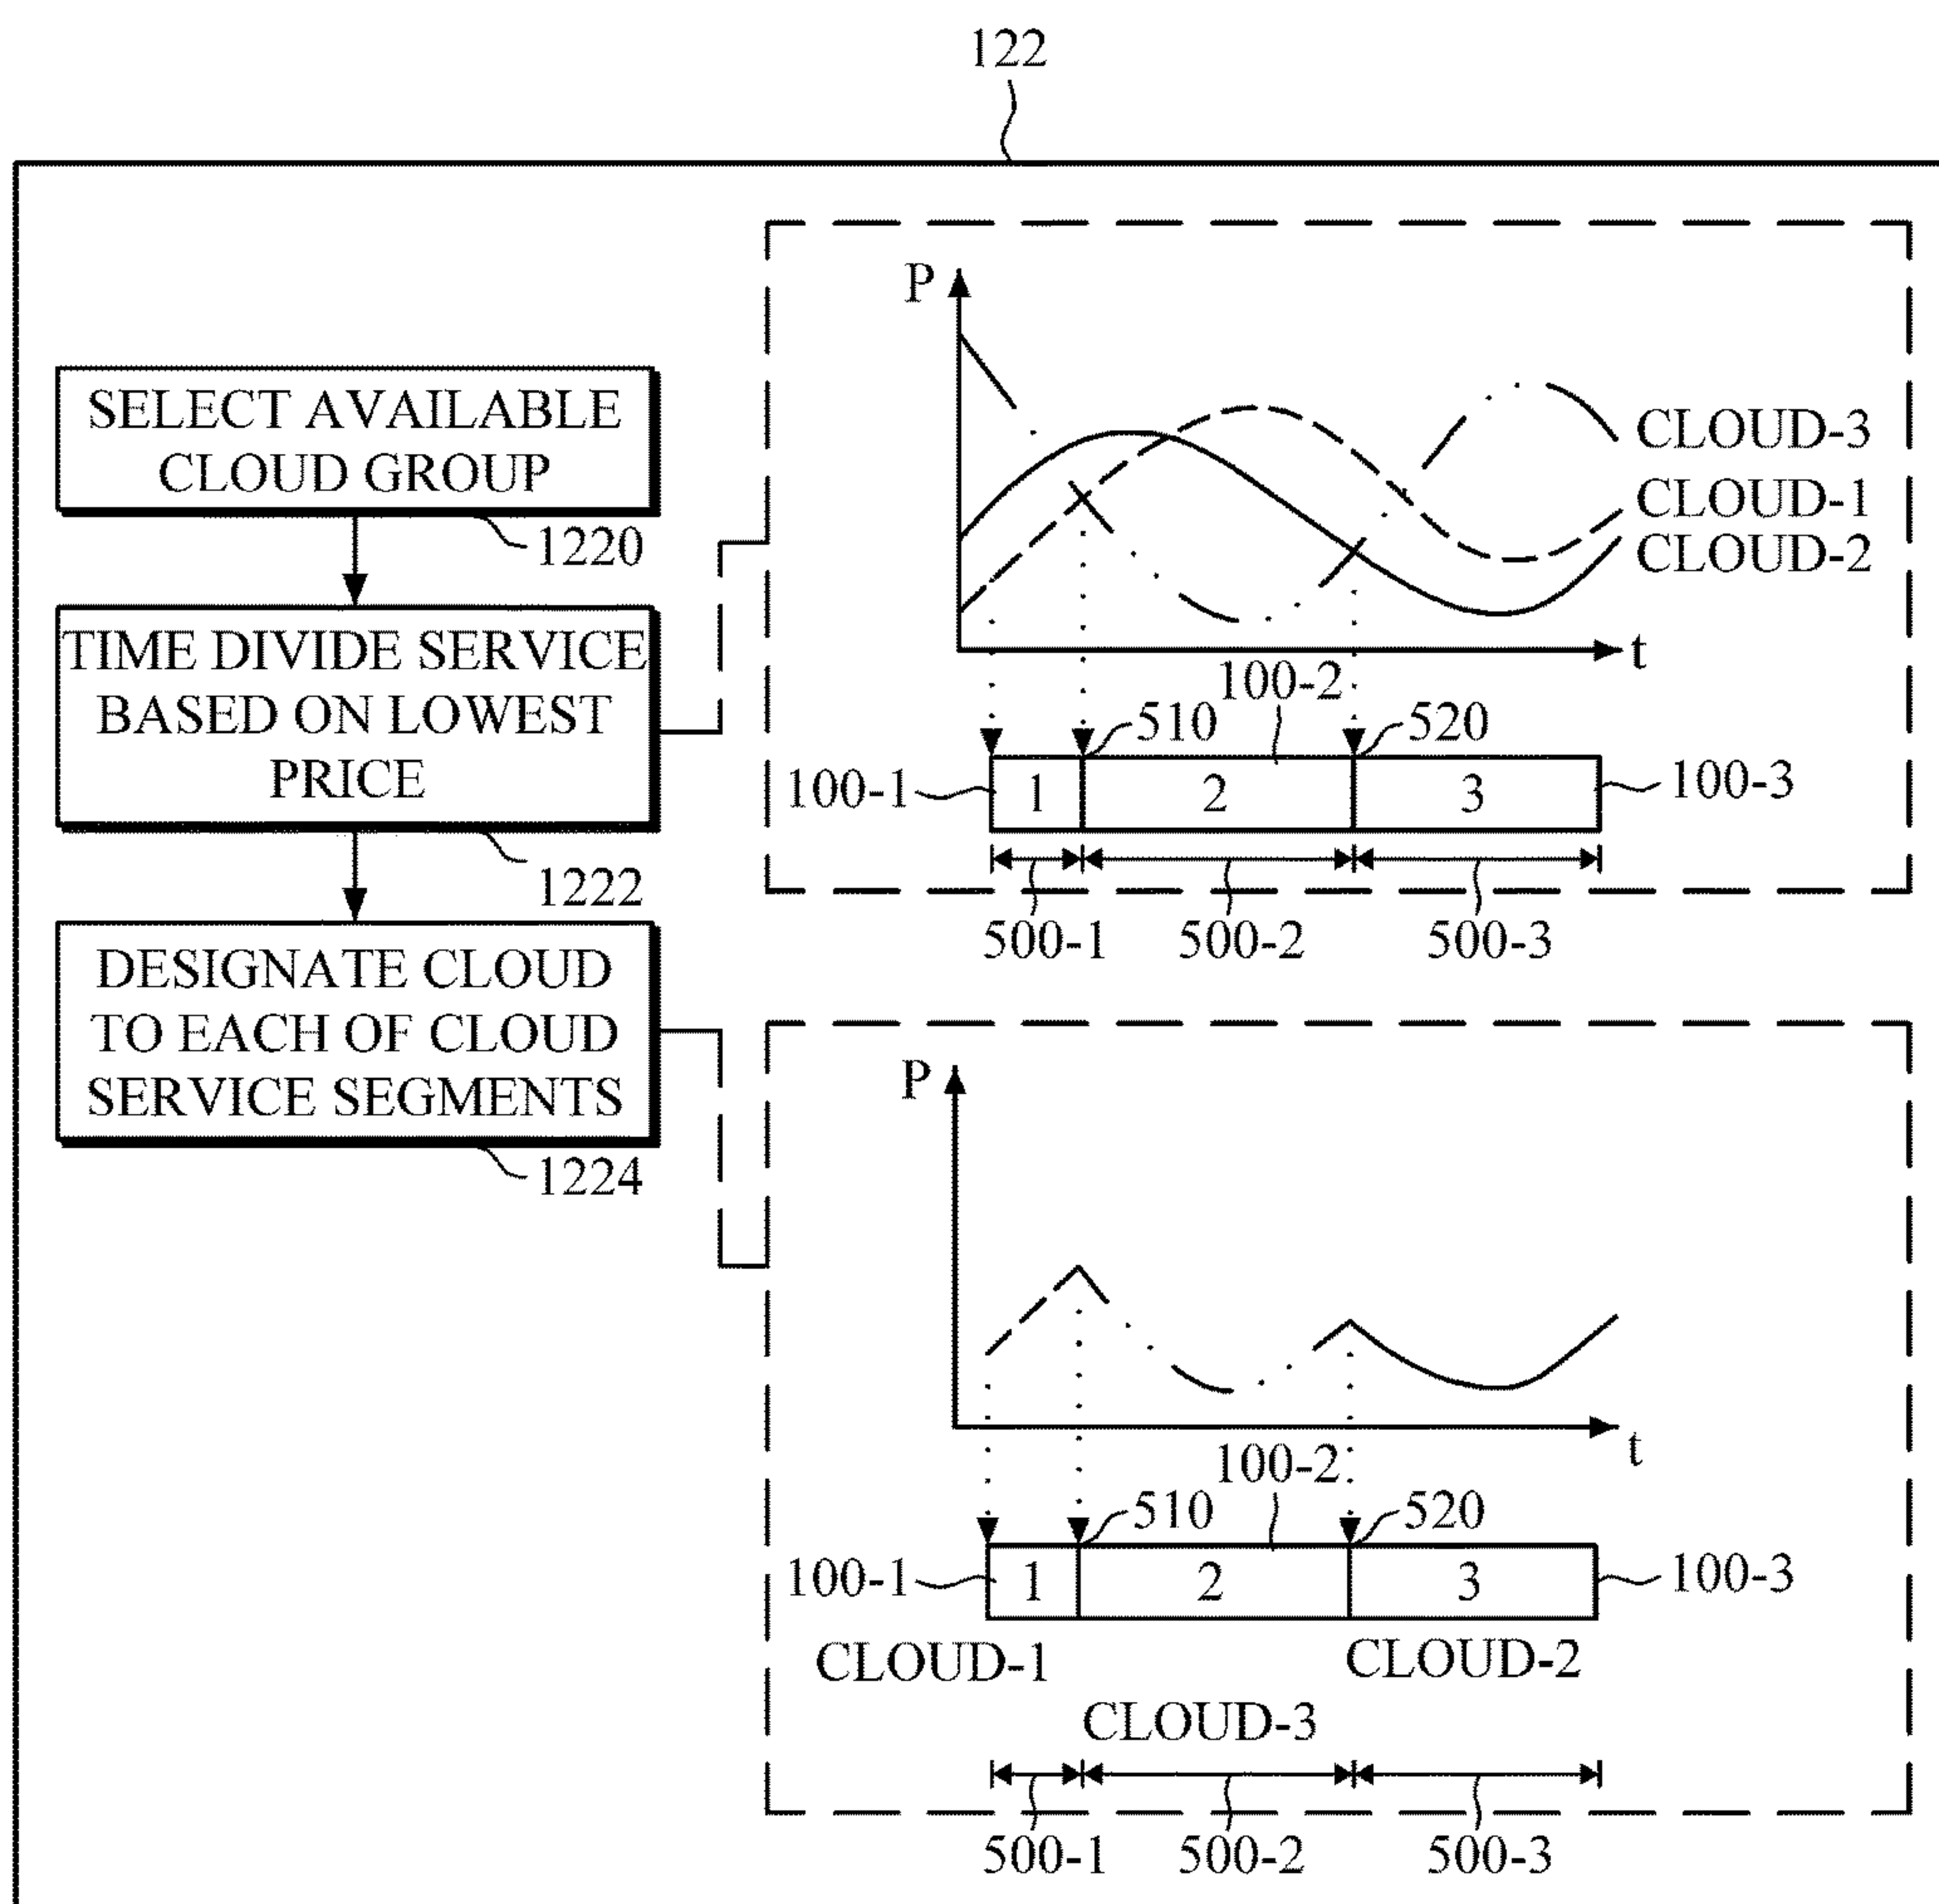 122
SELECT AVAILABLE
CLOUD GROUP
1220
TIME DIVIDE SERVICE
BASED ON LOWEST
PRICE
1222
DESIGNATE CLOUD
TO EACH OF CLOUD
SERVICE SEGMENTS
1224
P
CLOUD-3
CLOUD-1
CLOUD-2
t
100-2
510
520
100-1
1
2
3
100-3
500-1
500-2
500-3
P
t
100-2
510
520
100-1
1
2
3
100-3
CLOUD-1
CLOUD-2
CLOUD-3
500-1
500-2
500-3